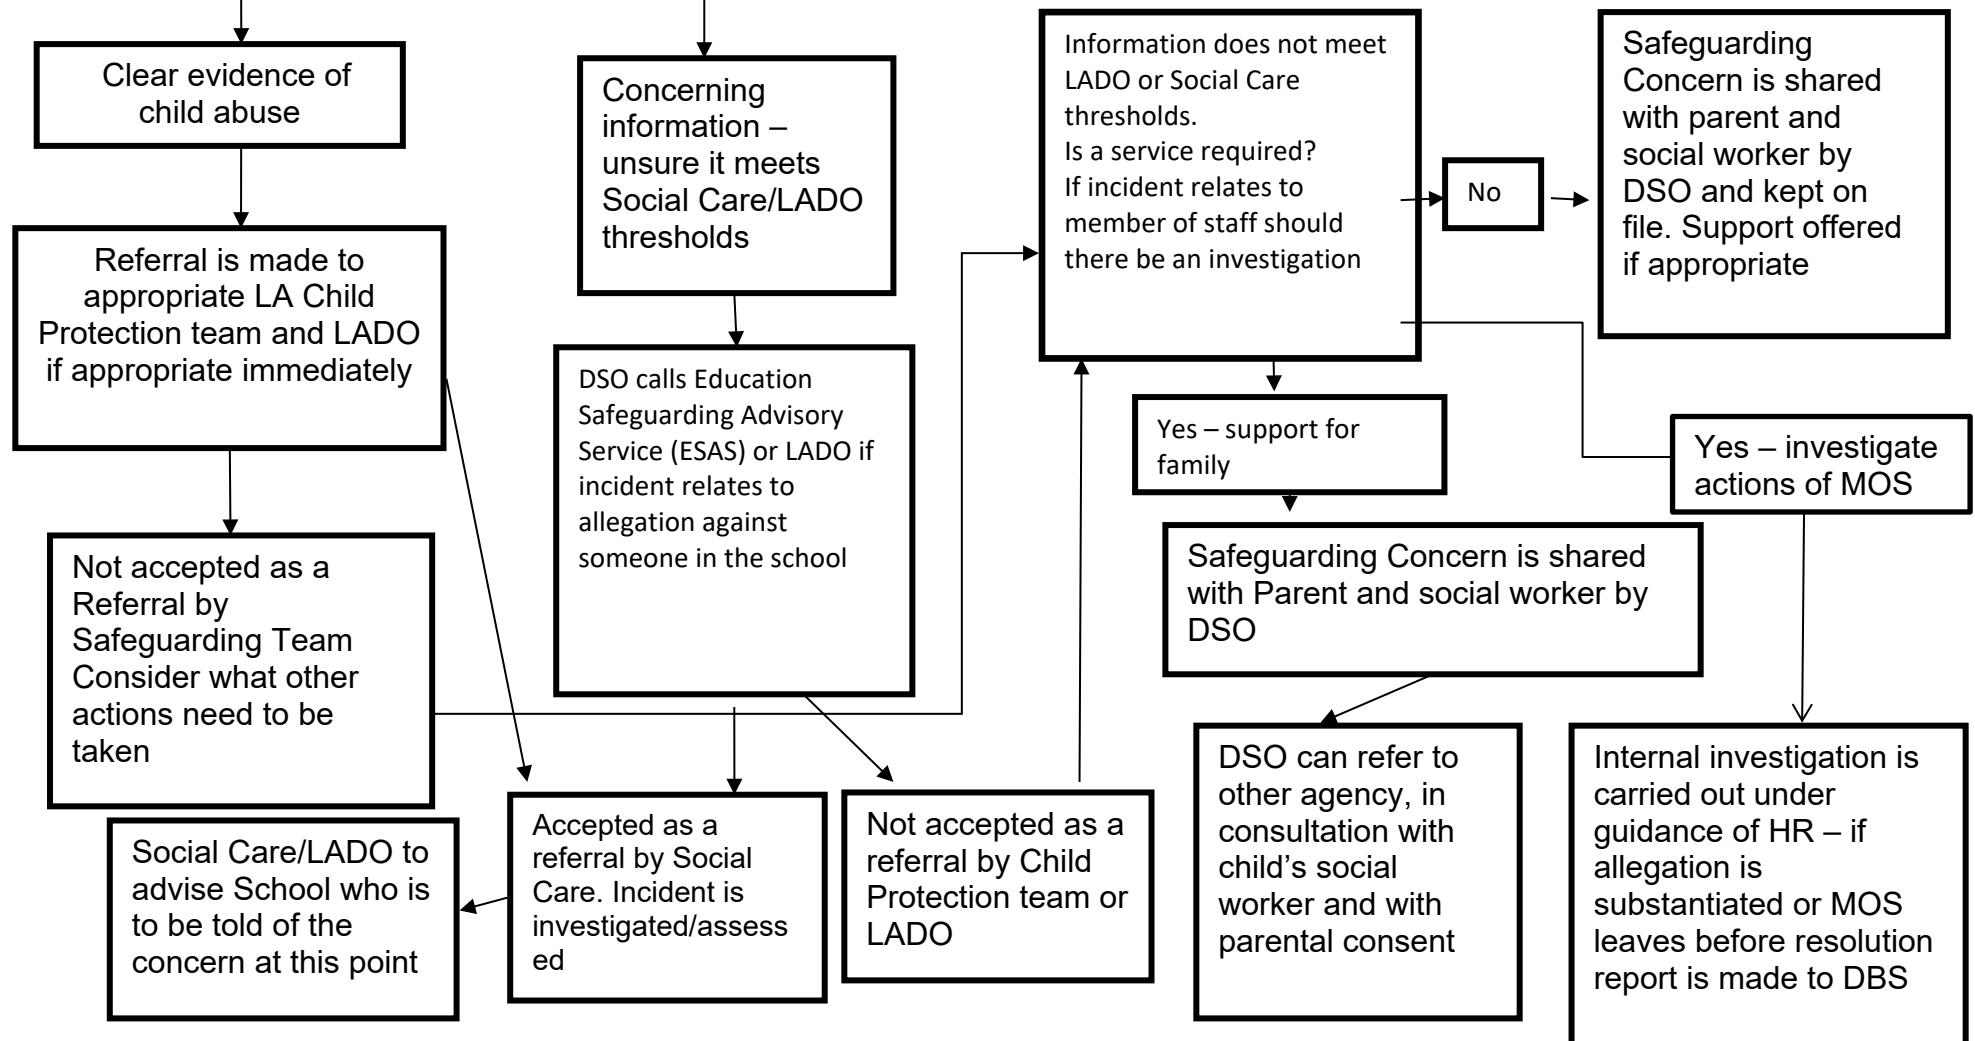 Clear evidence of
child abuse
Referral is made to
appropriate LA Child
Protection team and LADO
if appropriate immediately
Not accepted as a
Referral by
Safeguarding Team
Consider what other
actions need to be
taken
Social Care/LADO to
advise School who is
to be told of the
concern at this point
Concerning
information –
unsure it meets
Social Care/LADO
thresholds
DSO calls Education
Safeguarding Advisory
Service (ESAS) or LADO if
incident relates to
allegation against
someone in the school
Accepted as a
referral by Social
Care. Incident is
investigated/assess
ed
Not accepted as a
referral by Child
Protection team or
LADO
Information does not meet
LADO or Social Care
thresholds.
Is a service required?
If incident relates to
member of staff should
there be an investigation
No
Safeguarding
Concern is shared
with parent and
social worker by
DSO and kept on
file. Support offered
if appropriate
Yes – support for
family
Yes – investigate
actions of MOS
Safeguarding Concern is shared
with Parent and social worker by
DSO
DSO can refer to
other agency, in
consultation with
child’s social
worker and with
parental consent
Internal investigation is
carried out under
guidance of HR – if
allegation is
substantiated or MOS
leaves before resolution
report is made to DBS